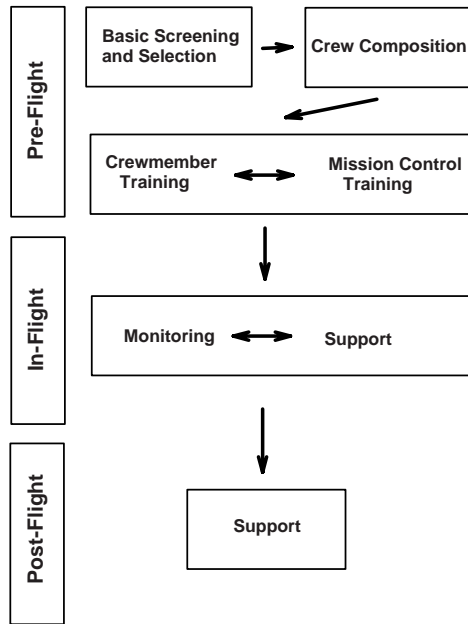 Pre-Flight
Basic Screening
and Selection
Crew Composition
Crewmember
Training
Mission Control
Training
In-Flight
Monitoring
Support
Post-Flight
Support